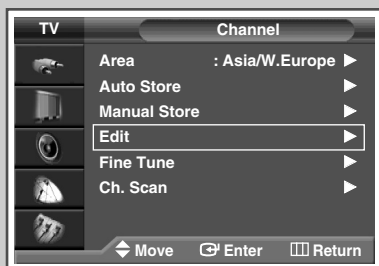 TV Channel
Area : Asia/W.Europe
Auto Store
Manual Store
Edit
Fine Tune
Ch. Scan
Move Enter Return